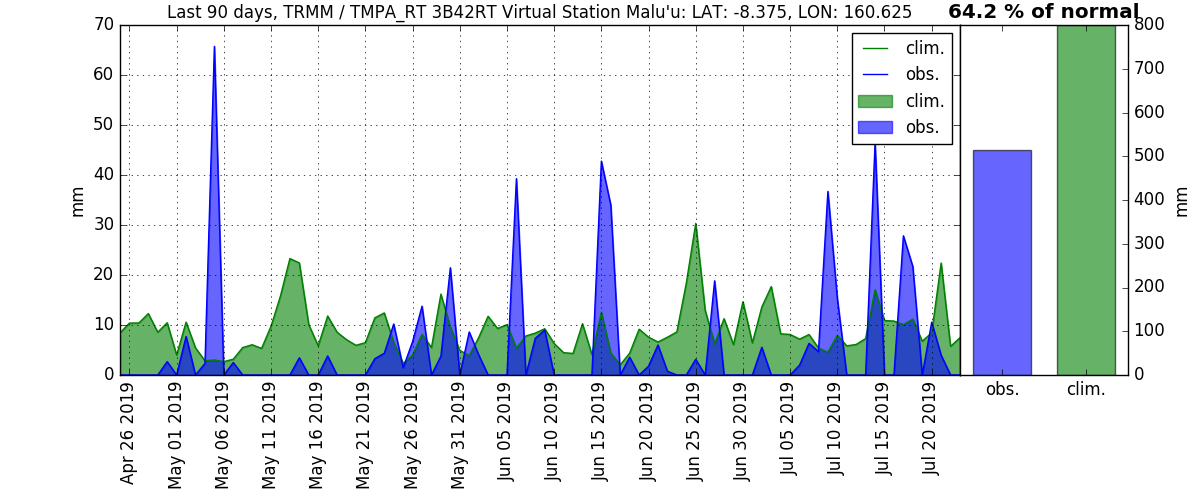 Last 90 days, TRMM / TMPA_RT 3B42RT Virtual Station Malu'u: LAT: -8.375, LON: 160.625
64.2 % of normal
70
60
50
40
30
20
10
0
mm
clim.
obs.
clim.
obs.
800
700
600
500
400
300
200
100
0
mm
obs.
clim.
Apr 26 2019
May 01 2019
May 06 2019
May 11 2019
May 16 2019
May 21 2019
May 26 2019
May 31 2019
Jun 05 2019
Jun 10 2019
Jun 15 2019
Jun 20 2019
Jun 25 2019
Jun 30 2019
Jul 05 2019
Jul 10 2019
Jul 15 2019
Jul 20 2019